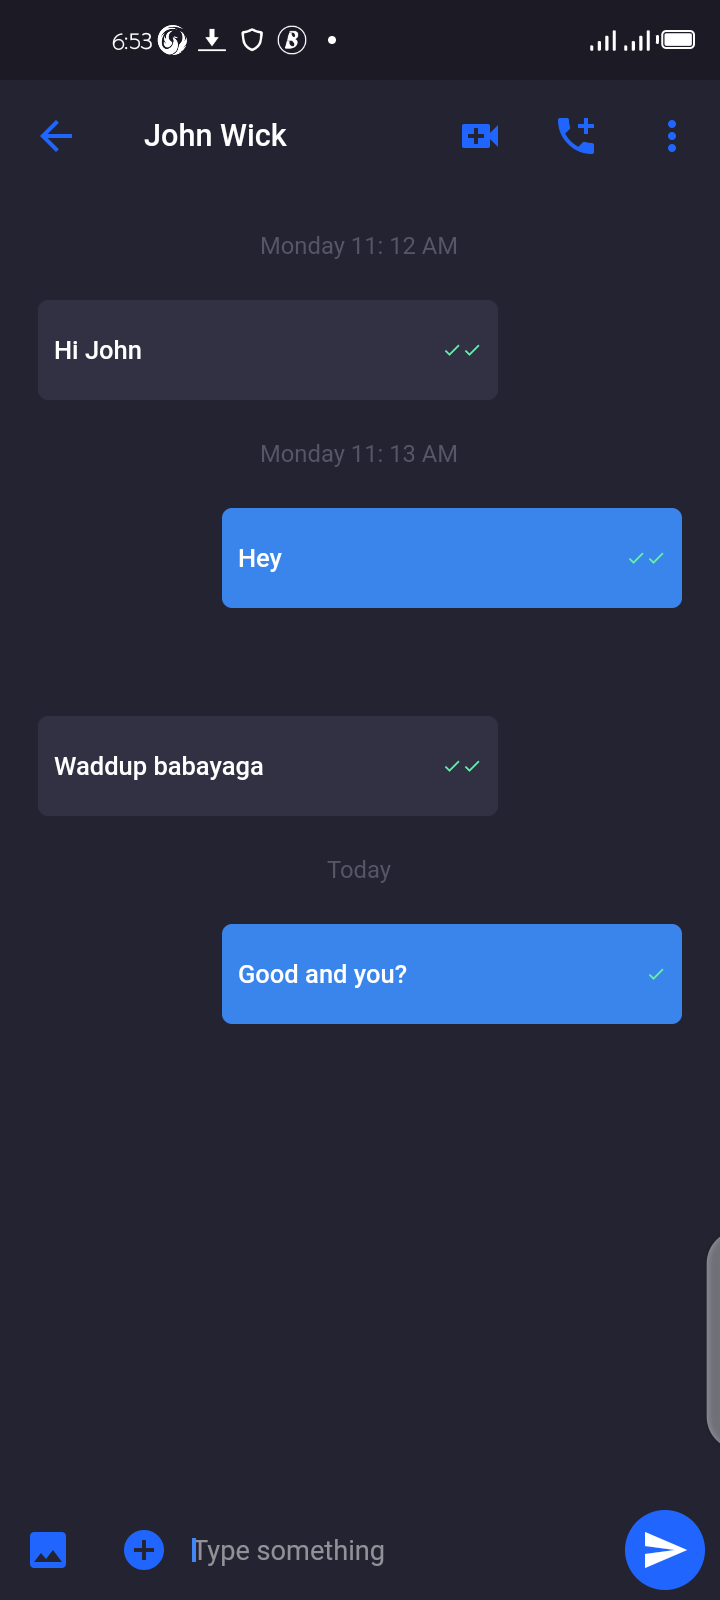 6:53
John Wick
Monday 11: 12 AM
Hi John
Monday 11: 13 AM
Hey
Waddup babayaga
Today
Good and you?
Type something